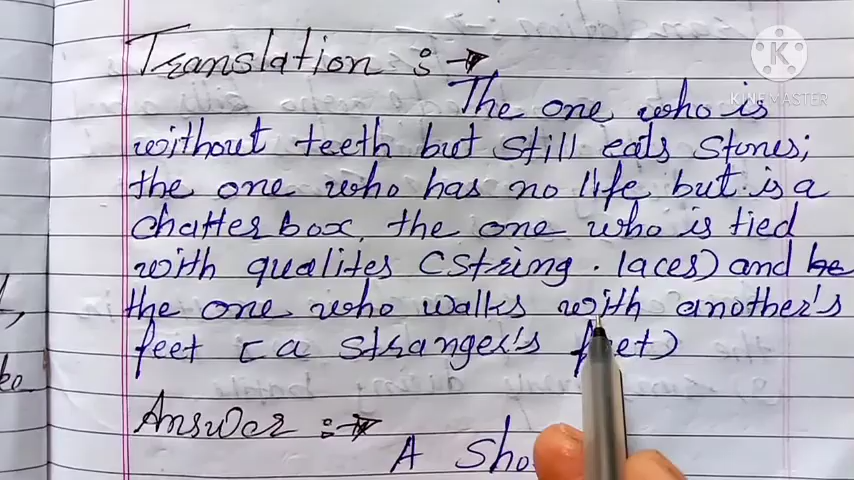 Translation :→
The one who is
KINEMASTER
without teeth but still eats stones;
the one who has no life but is a
chatterbox, the one who is tied
with qualites (string . laces) and
the one who walks with another's
feet [a stranger's feet)
Answer :→
A Sho